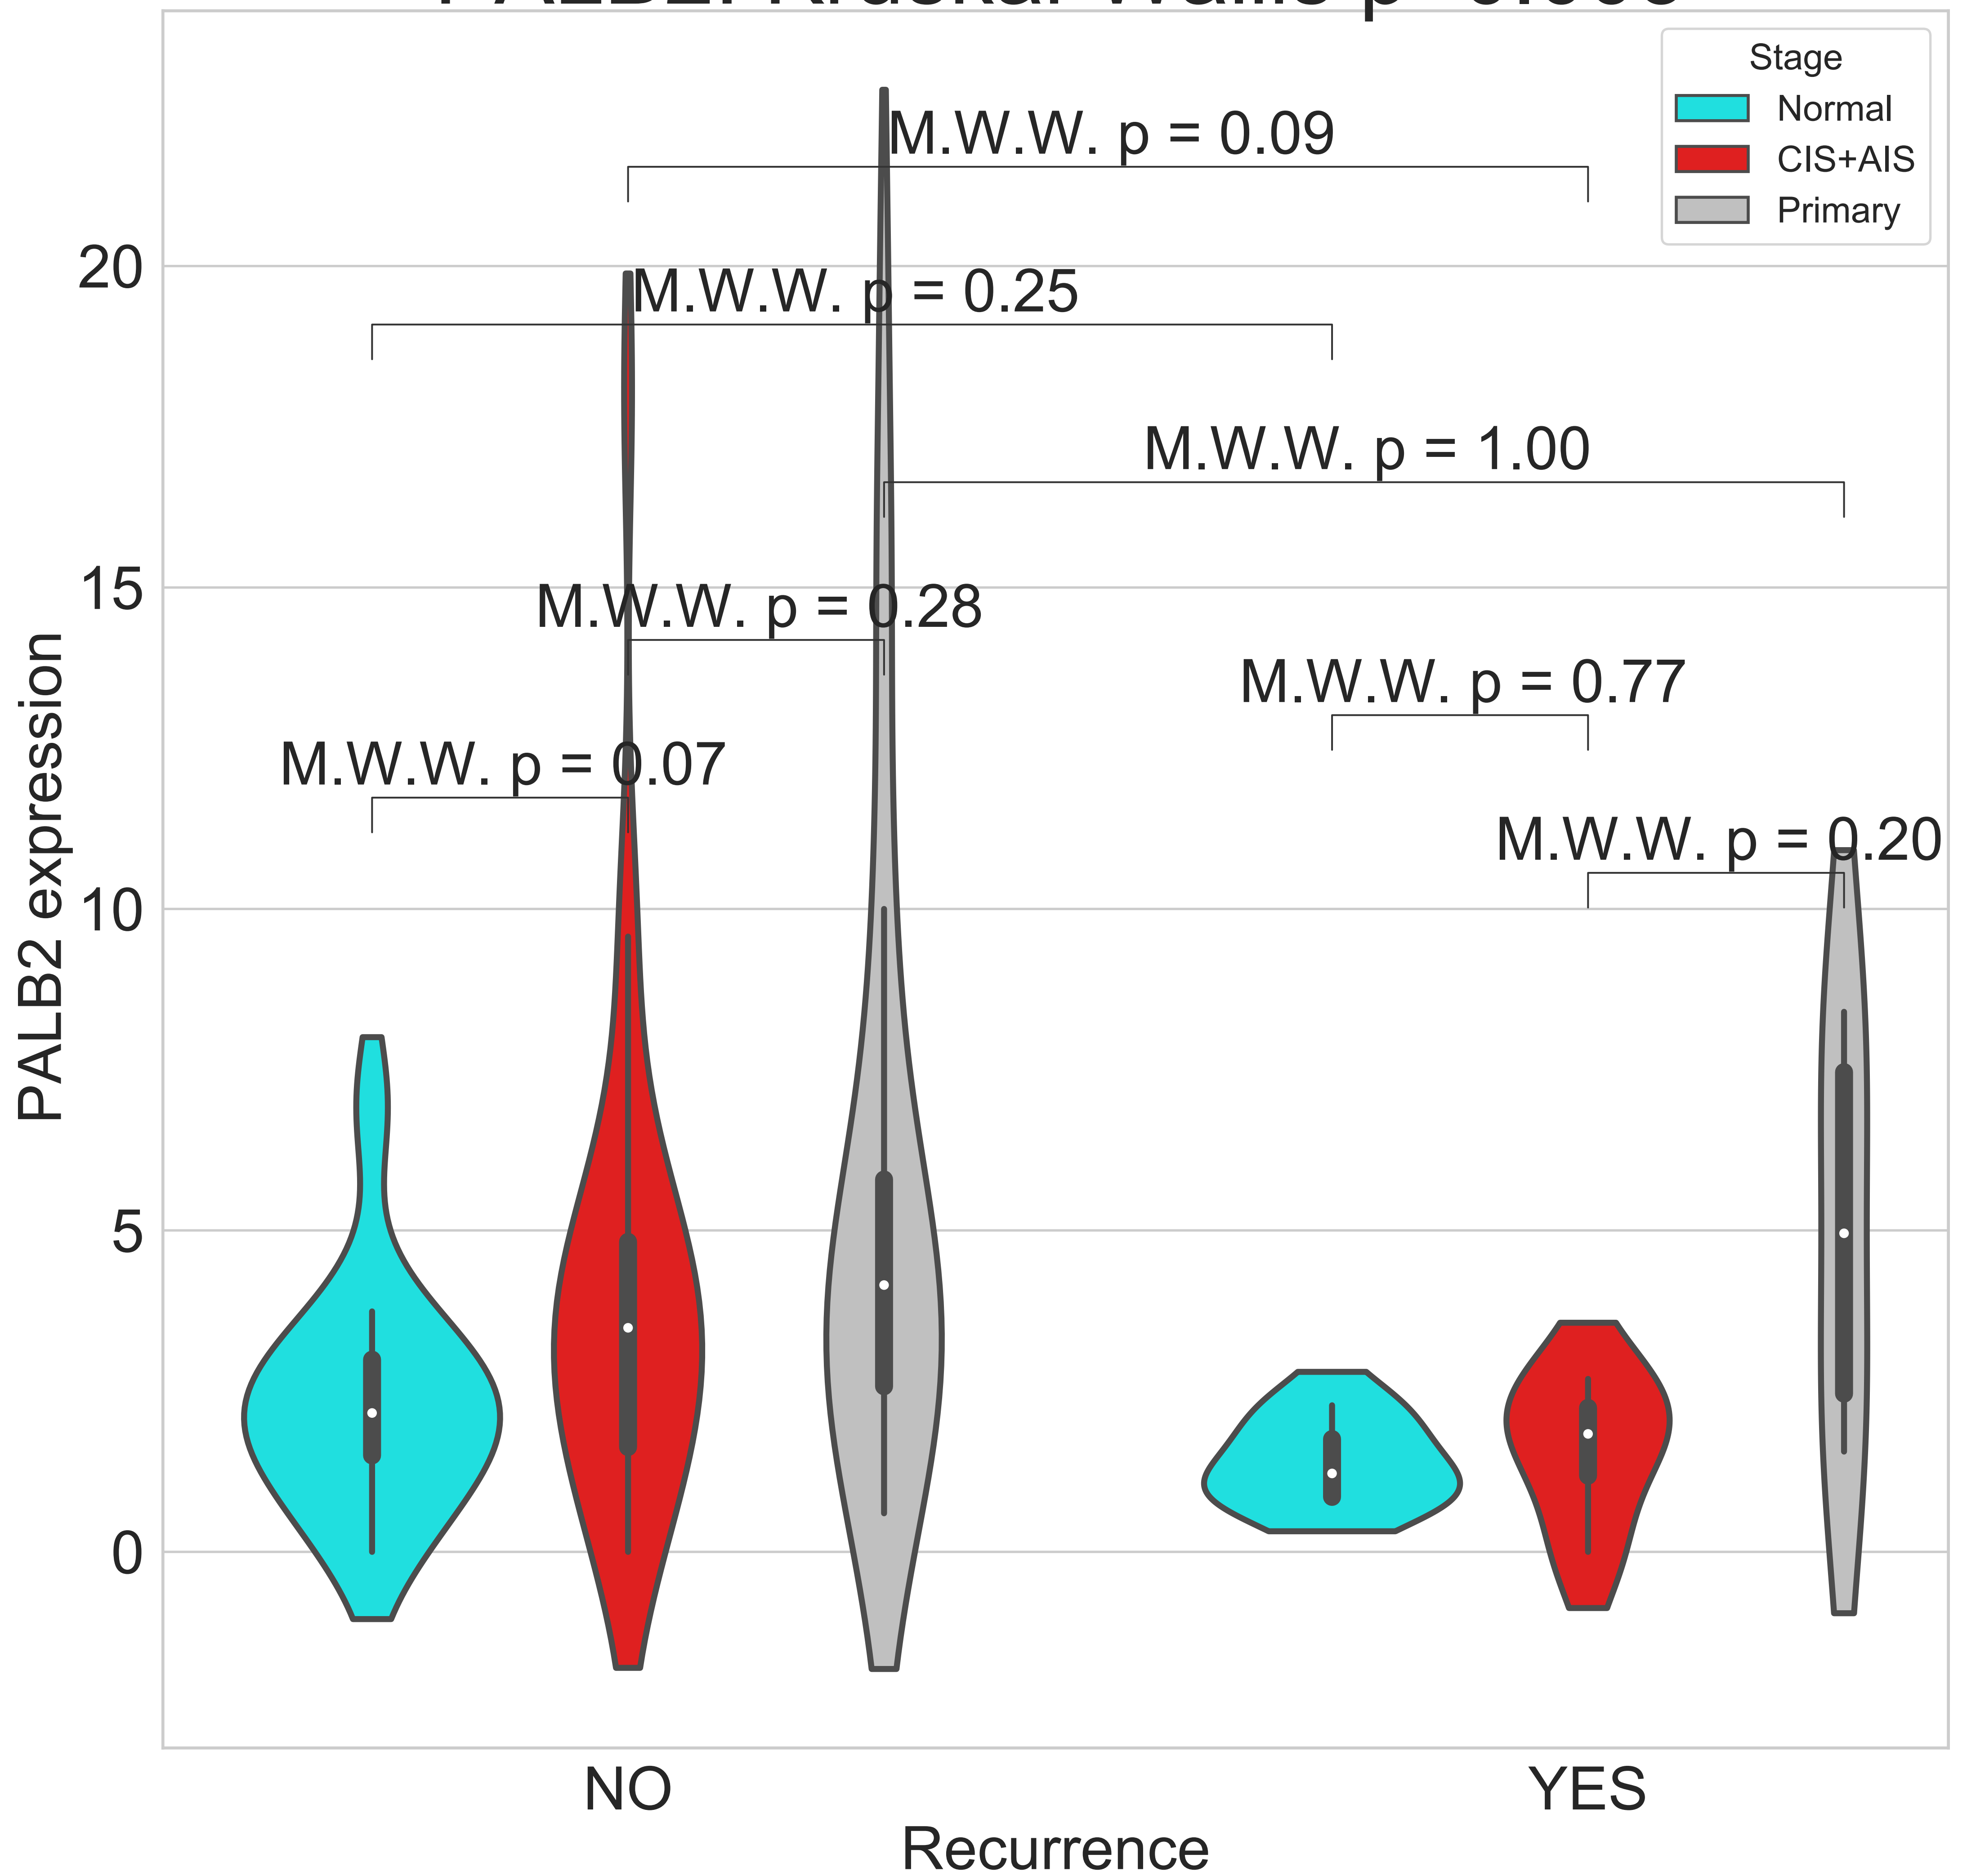 Stage
Normal
CIS+AIS
Primary
M.W.W. p = 0.09
M.W.W. p = 0.25
M.W.W. p = 1.00
M.W.W. p = 0.28
M.W.W. p = 0.77
M.W.W. p = 0.07
M.W.W. p = 0.20
20
15
10
5
0
PALB2 expression
NO
YES
Recurrence